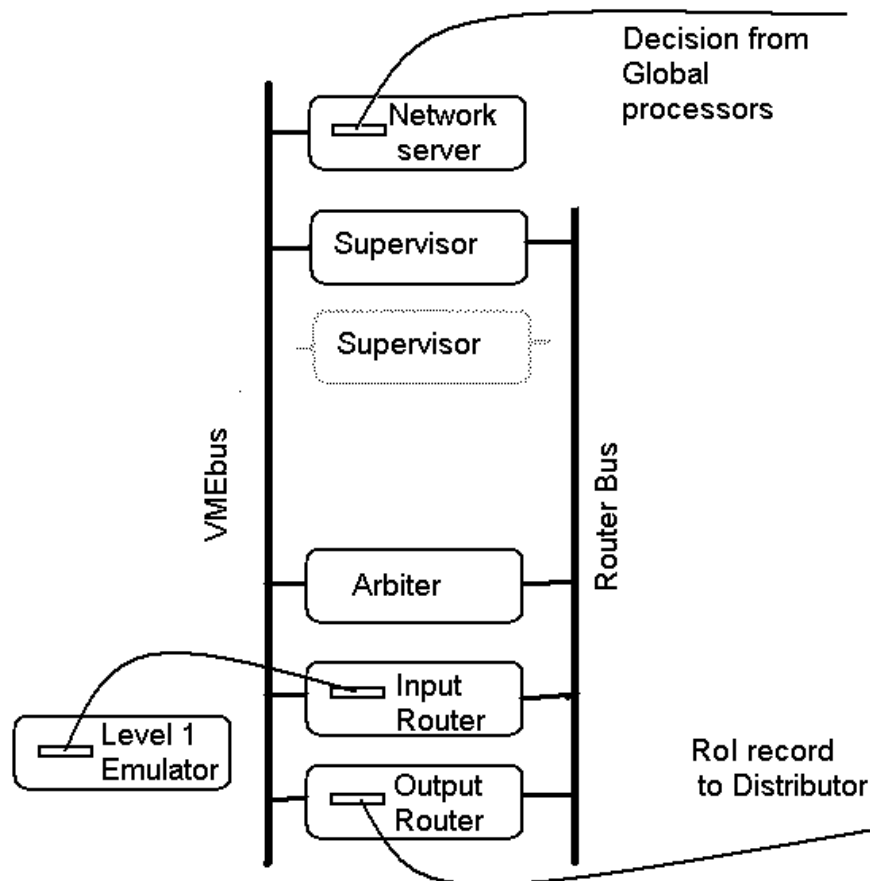 Decision from
Global
processors
Network
server
Supervisor
Supervisor
VMEbus
Router Bus
Arbiter
Input
Router
Level 1
Emulator
RoI record
to Distributor
Output
Router